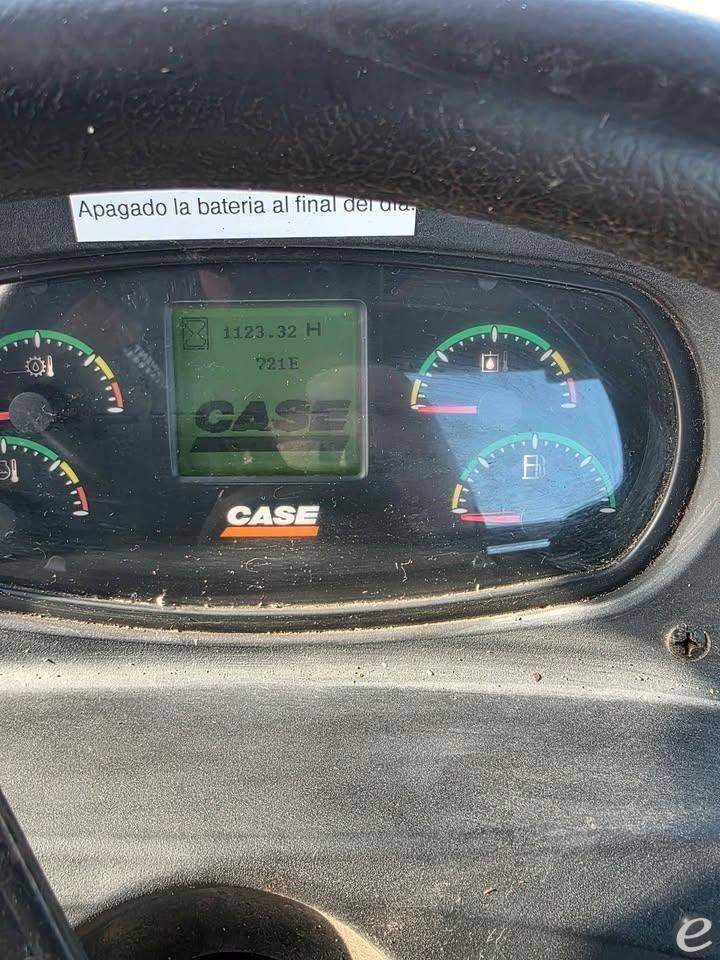 Apagado la bateria al final del dia.
1123.32 H
721E
CASE
CASE
e